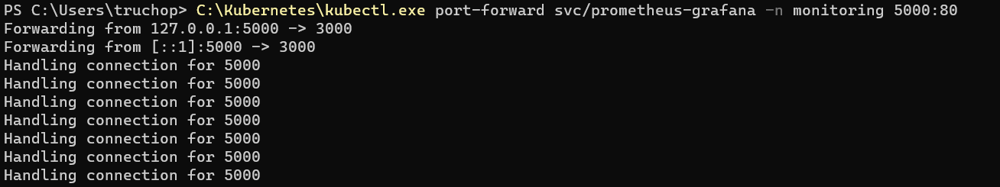 PS C:\Users\truchop> C:\Kubernetes\kubectl.exe port-forward svc/prometheus-grafana -n monitoring 5000:80
Forwarding from 127.0.0.1:5000 -> 3000
Forwarding from [::1]:5000 -> 3000
Handling connection for 5000
Handling connection for 5000
Handling connection for 5000
Handling connection for 5000
Handling connection for 5000
Handling connection for 5000
Handling connection for 5000